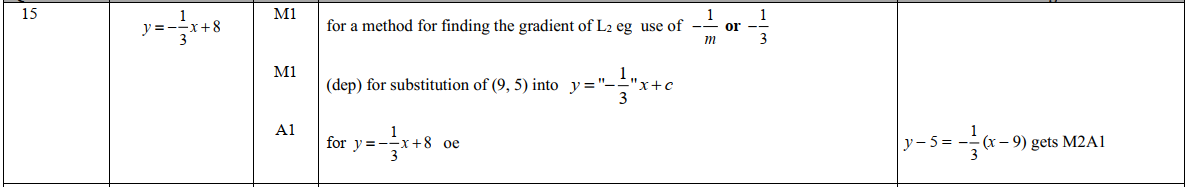 15
y = -1/3 x + 8
M1
for a method for finding the gradient of L₂ eg use of -1/m or -1/3
M1
(dep) for substitution of (9, 5) into y = "-1/3" x + c
A1
for y = -1/3 x + 8 oe
y – 5 = -1/3 (x – 9) gets M2A1